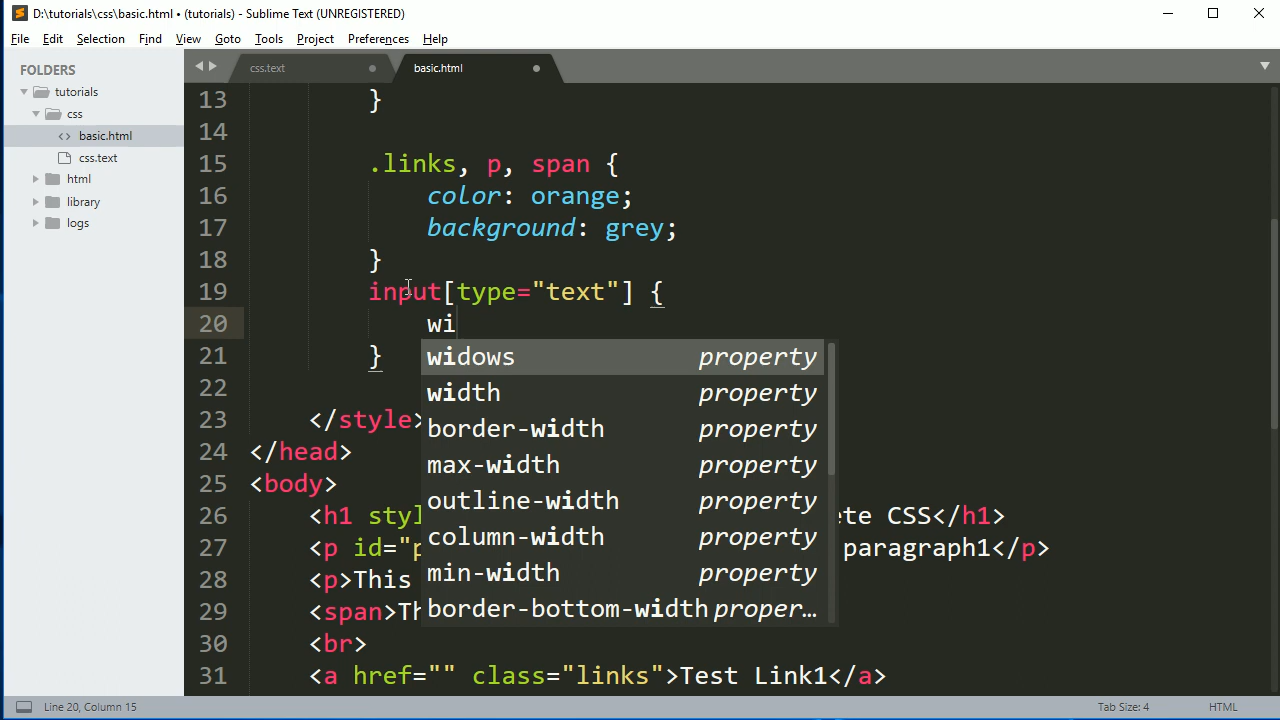 D:\tutorials\css\basic.html • (tutorials) - Sublime Text (UNREGISTERED)
File Edit Selection Find View Goto Tools Project Preferences Help
FOLDERS
tutorials
css
<> basic.html
css.text
html
library
logs
css.text
basic.html
13 }
14
15 .links, p, span {
16 color: orange;
17 background: grey;
18 }
19 input[type="text"] {
20 wi
21 }
22
23 </style>
24 </head>
25 <body>
26 <h1 styl ete CSS</h1>
27 <p id="p paragraph1</p>
28 <p>This
29 <span>Th
30 <br>
31 <a href="" class="links">Test Link1</a>
widows property
width property
border-width property
max-width property
outline-width property
column-width property
min-width property
border-bottom-width proper…
Line 20, Column 15
Tab Size: 4
HTML